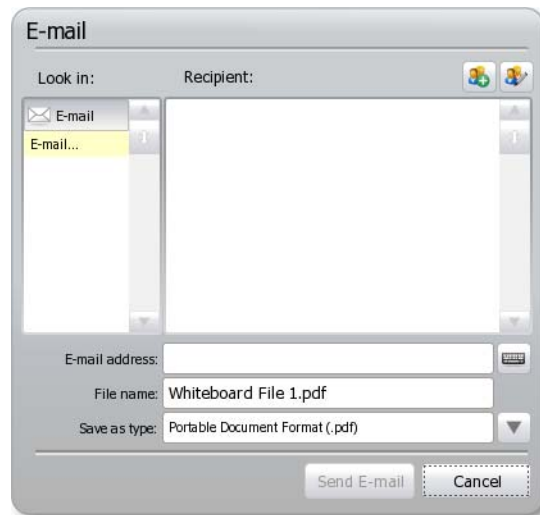 E-mail
Look in:
Recipient:
E-mail
E-mail...
E-mail address:
File name: Whiteboard File 1.pdf
Save as type: Portable Document Format (.pdf)
Send E-mail
Cancel